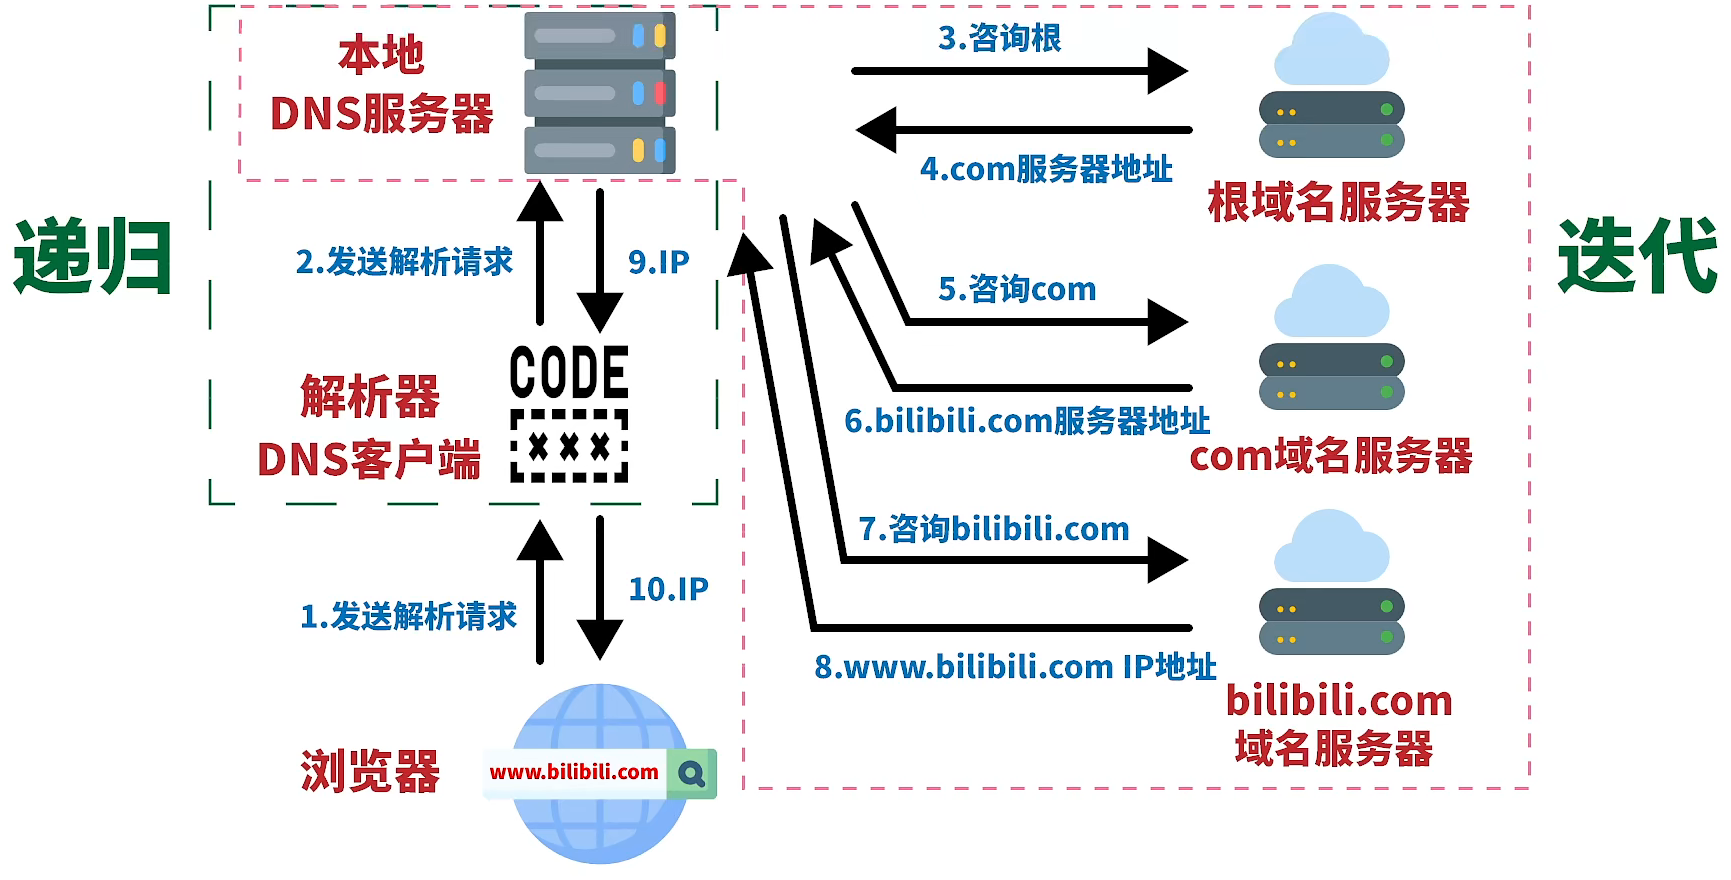 本地
DNS服务器
3.咨询根
4.com服务器地址
根域名服务器
递归
迭代
2.发送解析请求
9.IP
5.咨询com
CODE
解析器
DNS客户端
6.bilibili.com服务器地址
com域名服务器
7.咨询bilibili.com
1.发送解析请求
10.IP
8.www.bilibili.com IP地址
bilibili.com
域名服务器
浏览器
www.bilibili.com